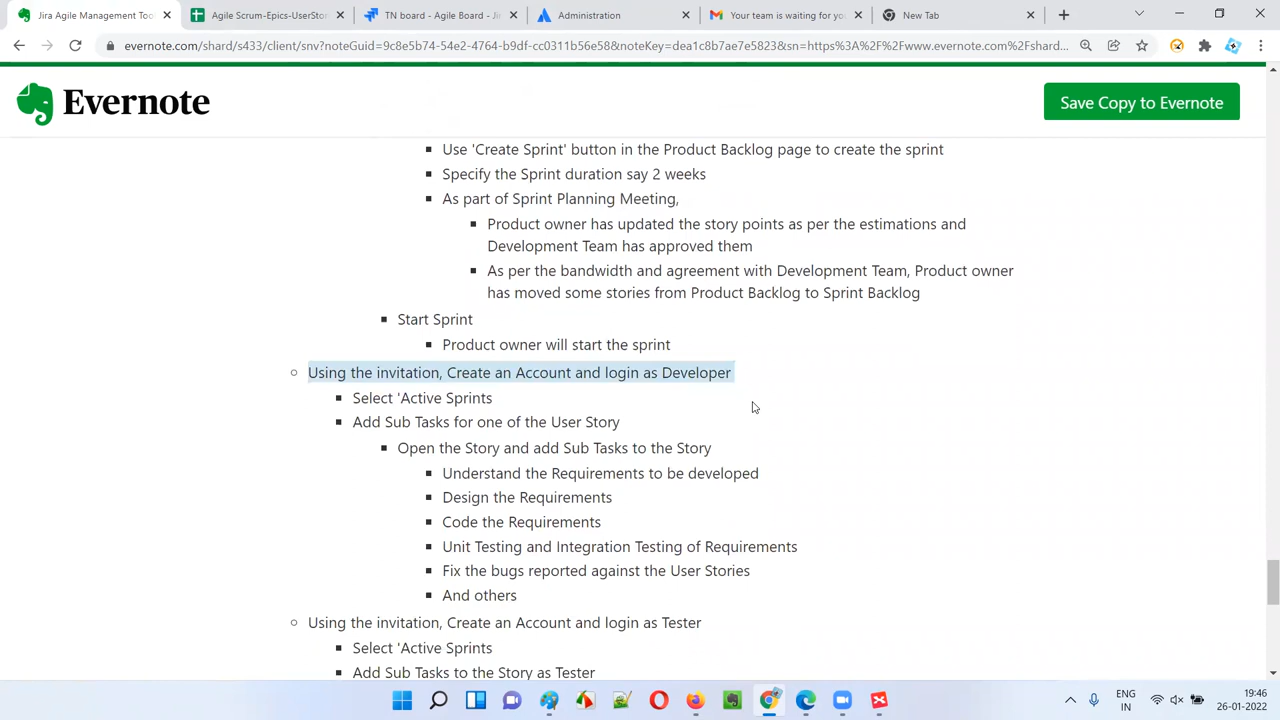 Jira Agile Management Too
Agile Scrum-Epics-UserStor
TN board - Agile Board - Ji
Administration
Your team is waiting for yo
New Tab
evernote.com/shard/s433/client/snv?noteGuid=9c8e5b74-54e2-4764-b9df-cc0311b56e58&noteKey=dea1c8b7ae7e5823&sn=https%3A%2F%2Fwww.evernote.com%2Fshard...
Evernote
Save Copy to Evernote
Use 'Create Sprint' button in the Product Backlog page to create the sprint
Specify the Sprint duration say 2 weeks
As part of Sprint Planning Meeting,
Product owner has updated the story points as per the estimations and
Development Team has approved them
As per the bandwidth and agreement with Development Team, Product owner
has moved some stories from Product Backlog to Sprint Backlog
Start Sprint
Product owner will start the sprint
Using the invitation, Create an Account and login as Developer
Select 'Active Sprints
Add Sub Tasks for one of the User Story
Open the Story and add Sub Tasks to the Story
Understand the Requirements to be developed
Design the Requirements
Code the Requirements
Unit Testing and Integration Testing of Requirements
Fix the bugs reported against the User Stories
And others
Using the invitation, Create an Account and login as Tester
Select 'Active Sprints
Add Sub Tasks to the Story as Tester
ENG
IN
19:46
26-01-2022